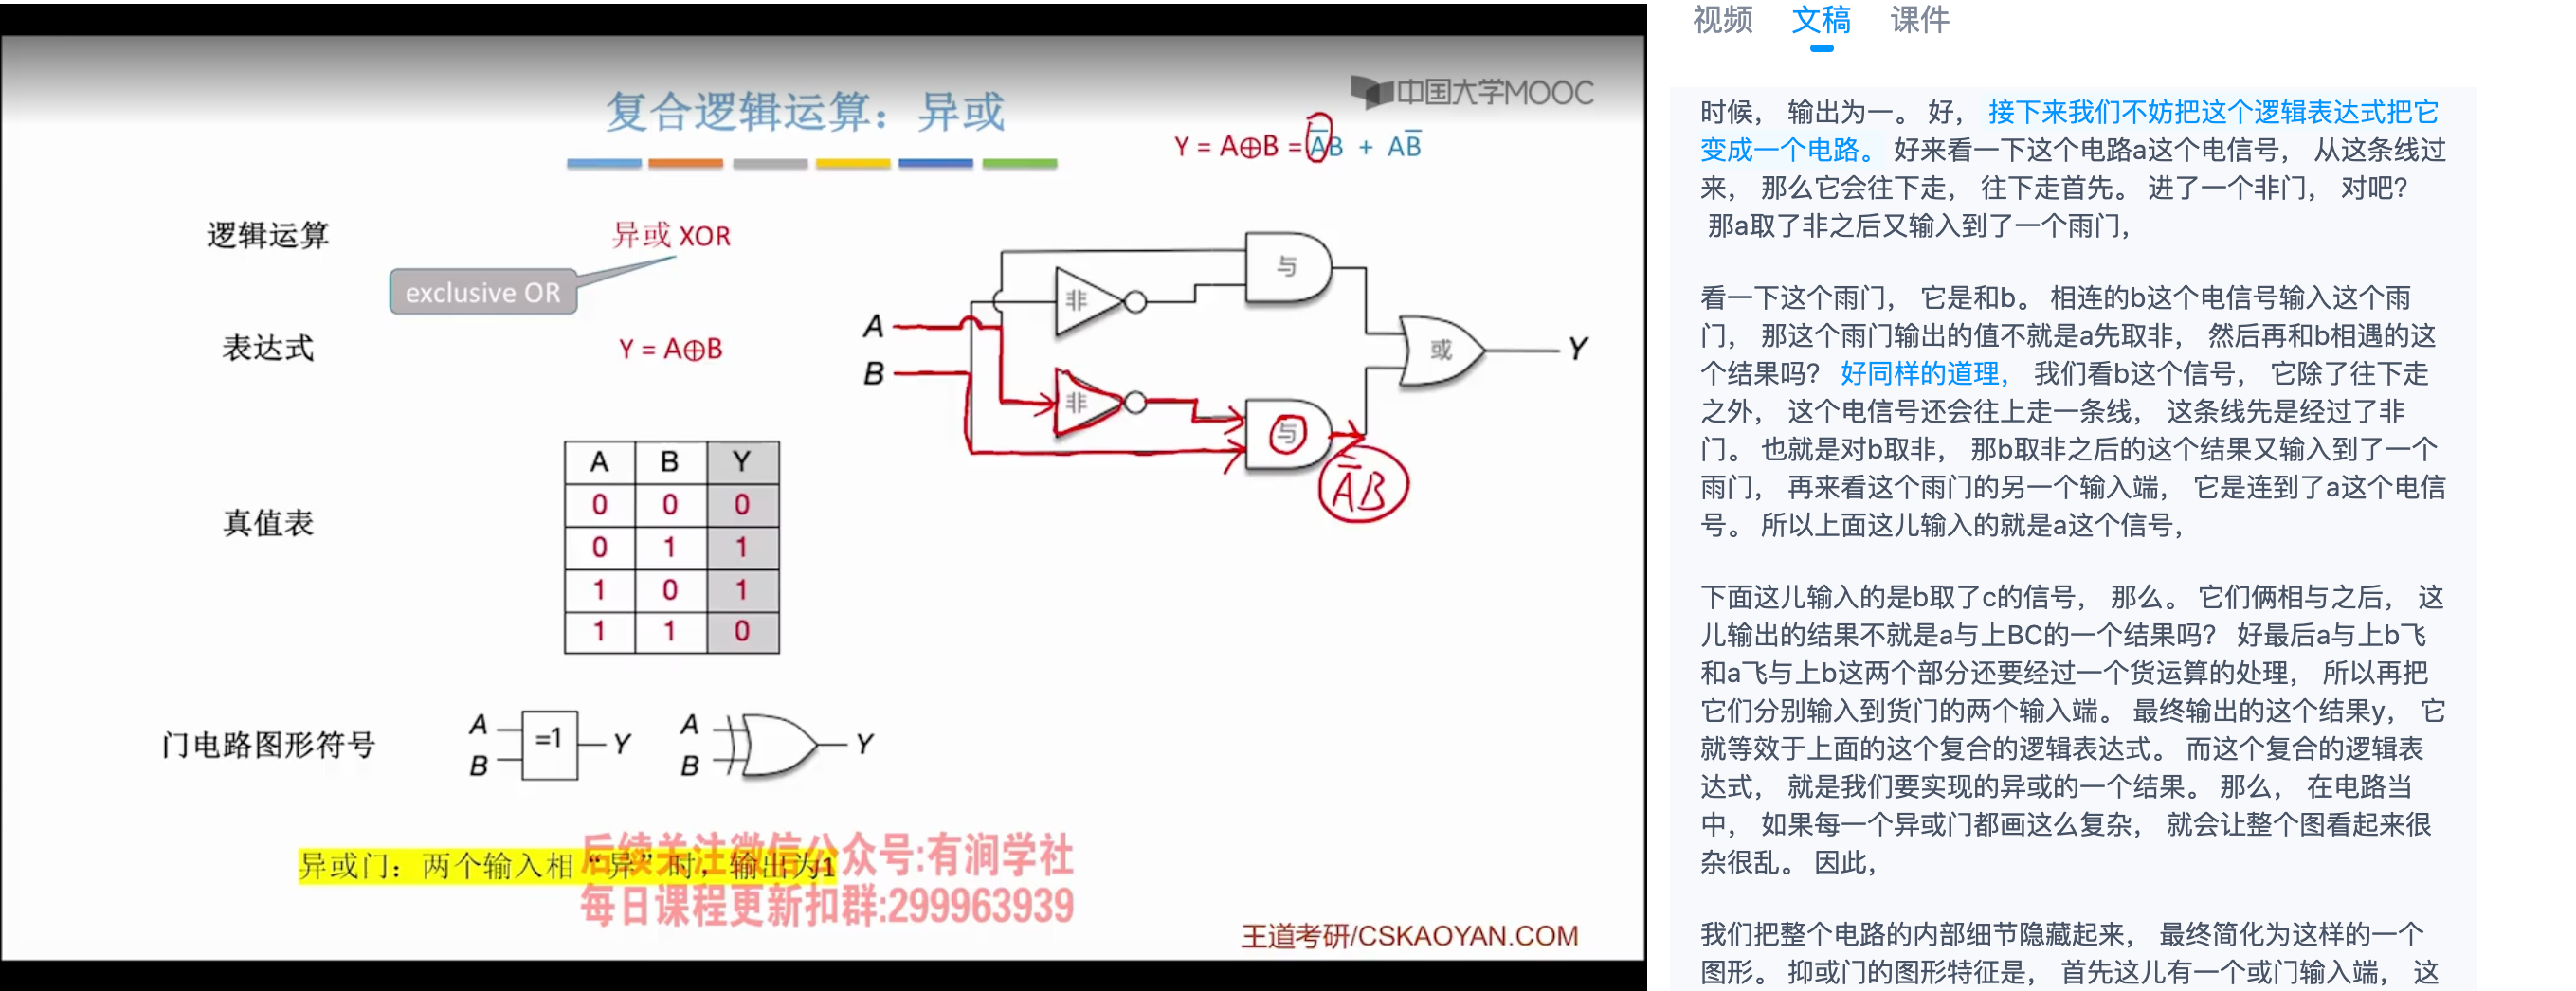 中国大学MOOC
复合逻辑运算：异或
Y = A⊕B = A̅B + AB̅
逻辑运算
异或 XOR
exclusive OR
表达式
Y = A⊕B
A
B
非
与
非
与
或
Y
A̅B
真值表
A B Y
0 0 0
0 1 1
1 0 1
1 1 0
门电路图形符号
A
B
=1
Y
A
B
Y
异或门：两个输入相“异”时，输出为1
后续关注微信公众号:有涧学社
每日课程更新扣群:299963939
王道考研/CSKAOYAN.COM
视频 文稿 课件
时候， 输出为一。 好， 接下来我们不妨把这个逻辑表达式把它
变成一个电路。 好来看一下这个电路a这个电信号， 从这条线过
来， 那么它会往下走， 往下走首先。 进了一个非门， 对吧？
那a取了非之后又输入到了一个雨门，
看一下这个雨门， 它是和b。 相连的b这个电信号输入这个雨
门， 那这个雨门输出的值不就是a先取非， 然后再和b相遇的这
个结果吗？ 好同样的道理， 我们看b这个信号， 它除了往下走
之外， 这个电信号还会往上走一条线， 这条线先是经过了非
门。 也就是对b取非， 那b取非之后的这个结果又输入到了一个
雨门， 再来看这个雨门的另一个输入端， 它是连到了a这个电信
号。 所以上面这儿输入的就是a这个信号，
下面这儿输入的是b取了c的信号， 那么。 它们俩相与之后， 这
儿输出的结果不就是a与上BC的一个结果吗？ 好最后a与上b飞
和a飞与上b这两个部分还要经过一个货运算的处理， 所以再把
它们分别输入到货门的两个输入端。 最终输出的这个结果y， 它
就等效于上面的这个复合的逻辑表达式。 而这个复合的逻辑表
达式， 就是我们要实现的异或的一个结果。 那么， 在电路当
中， 如果每一个异或门都画这么复杂， 就会让整个图看起来很
杂很乱。 因此，
我们把整个电路的内部细节隐藏起来， 最终简化为这样的一个
图形。 抑或门的图形特征是， 首先这儿有一个或门输入端， 这